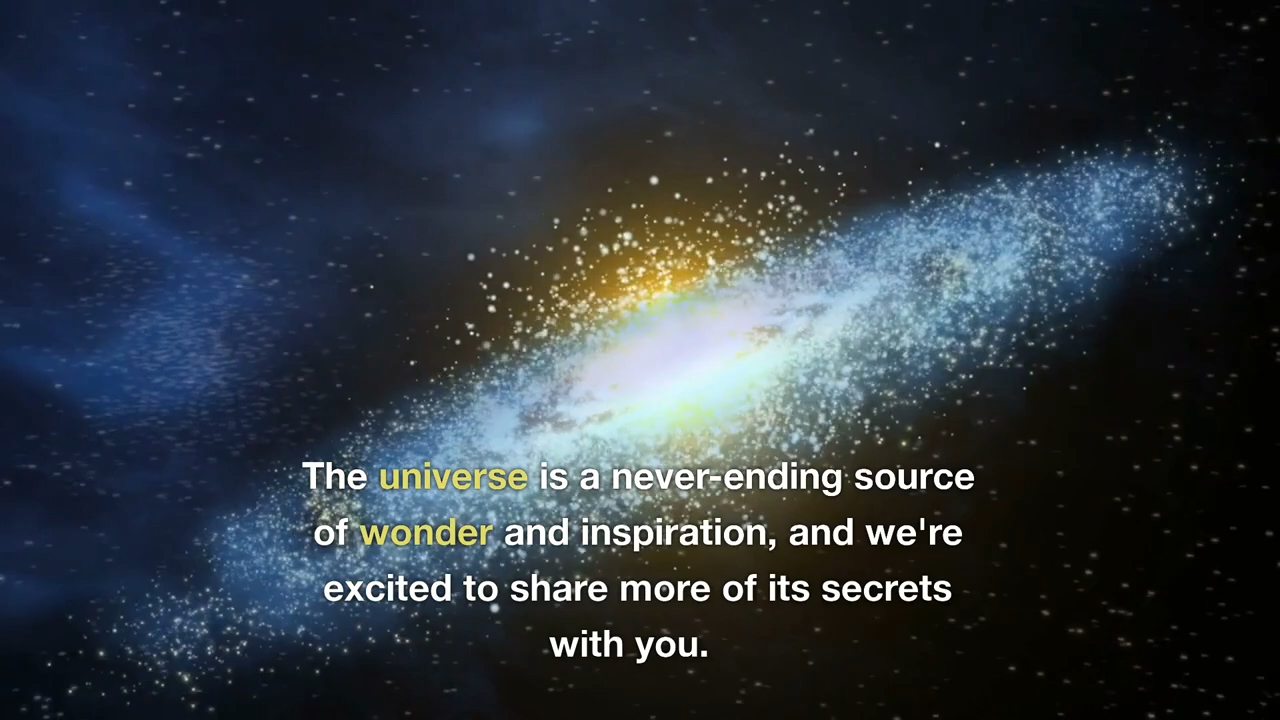 The universe is a never-ending source
of wonder and inspiration, and we're
excited to share more of its secrets
with you.